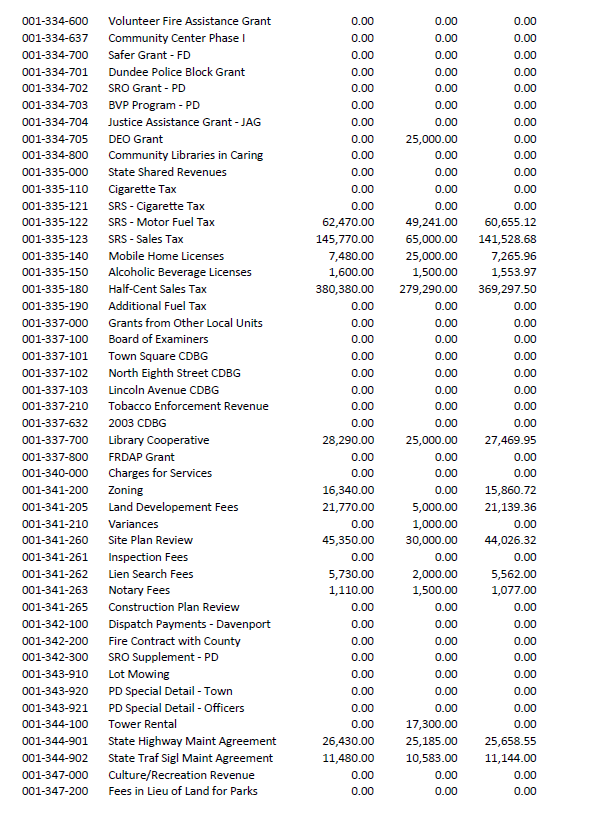 001-334-600 Volunteer Fire Assistance Grant 0.00 0.00 0.00
001-334-637 Community Center Phase I 0.00 0.00 0.00
001-334-700 Safer Grant - FD 0.00 0.00 0.00
001-334-701 Dundee Police Block Grant 0.00 0.00 0.00
001-334-702 SRO Grant - PD 0.00 0.00 0.00
001-334-703 BVP Program - PD 0.00 0.00 0.00
001-334-704 Justice Assistance Grant - JAG 0.00 0.00 0.00
001-334-705 DEO Grant 0.00 25,000.00 0.00
001-334-800 Community Libraries in Caring 0.00 0.00 0.00
001-335-000 State Shared Revenues 0.00 0.00 0.00
001-335-110 Cigarette Tax 0.00 0.00 0.00
001-335-121 SRS - Cigarette Tax 0.00 0.00 0.00
001-335-122 SRS - Motor Fuel Tax 62,470.00 49,241.00 60,655.12
001-335-123 SRS - Sales Tax 145,770.00 65,000.00 141,528.68
001-335-140 Mobile Home Licenses 7,480.00 25,000.00 7,265.96
001-335-150 Alcoholic Beverage Licenses 1,600.00 1,500.00 1,553.97
001-335-180 Half-Cent Sales Tax 380,380.00 279,290.00 369,297.50
001-335-190 Additional Fuel Tax 0.00 0.00 0.00
001-337-000 Grants from Other Local Units 0.00 0.00 0.00
001-337-100 Board of Examiners 0.00 0.00 0.00
001-337-101 Town Square CDBG 0.00 0.00 0.00
001-337-102 North Eighth Street CDBG 0.00 0.00 0.00
001-337-103 Lincoln Avenue CDBG 0.00 0.00 0.00
001-337-210 Tobacco Enforcement Revenue 0.00 0.00 0.00
001-337-632 2003 CDBG 0.00 0.00 0.00
001-337-700 Library Cooperative 28,290.00 25,000.00 27,469.95
001-337-800 FRDAP Grant 0.00 0.00 0.00
001-340-000 Charges for Services 0.00 0.00 0.00
001-341-200 Zoning 16,340.00 0.00 15,860.72
001-341-205 Land Developement Fees 21,770.00 5,000.00 21,139.36
001-341-210 Variances 0.00 1,000.00 0.00
001-341-260 Site Plan Review 45,350.00 30,000.00 44,026.32
001-341-261 Inspection Fees 0.00 0.00 0.00
001-341-262 Lien Search Fees 5,730.00 2,000.00 5,562.00
001-341-263 Notary Fees 1,110.00 1,500.00 1,077.00
001-341-265 Construction Plan Review 0.00 0.00 0.00
001-342-100 Dispatch Payments - Davenport 0.00 0.00 0.00
001-342-200 Fire Contract with County 0.00 0.00 0.00
001-342-300 SRO Supplement - PD 0.00 0.00 0.00
001-343-910 Lot Mowing 0.00 0.00 0.00
001-343-920 PD Special Detail - Town 0.00 0.00 0.00
001-343-921 PD Special Detail - Officers 0.00 0.00 0.00
001-344-100 Tower Rental 0.00 17,300.00 0.00
001-344-901 State Highway Maint Agreement 26,430.00 25,185.00 25,658.55
001-344-902 State Traf Sigl Maint Agreement 11,480.00 10,583.00 11,144.00
001-347-000 Culture/Recreation Revenue 0.00 0.00 0.00
001-347-200 Fees in Lieu of Land for Parks 0.00 0.00 0.00